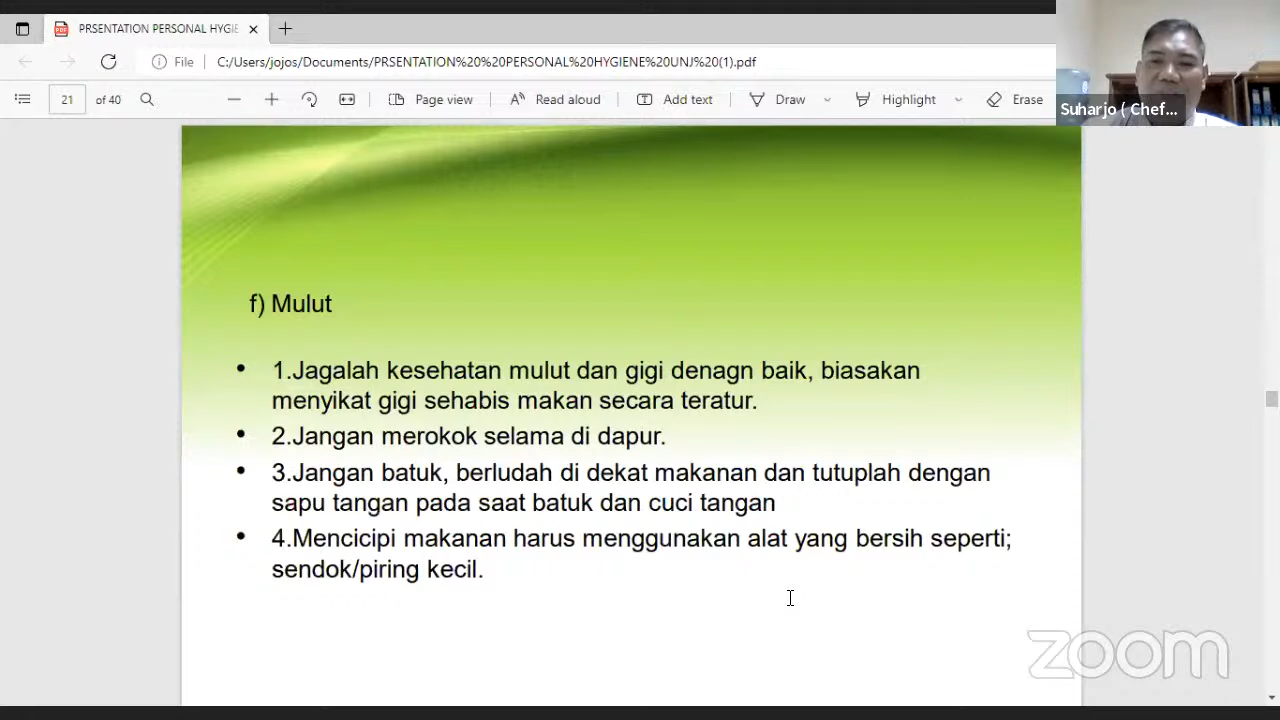 PRSENTATION PERSONAL HYGIE
File C:/Users/jojos/Documents/PRSENTATION%20%20PERSONAL%20HYGIENE%20UNJ%20(1).pdf
21 of 40 Page view Read aloud Add text Draw Highlight Erase
Suharjo ( Chef...
f) Mulut
• 1.Jagalah kesehatan mulut dan gigi denagn baik, biasakan
menyikat gigi sehabis makan secara teratur.
• 2.Jangan merokok selama di dapur.
• 3.Jangan batuk, berludah di dekat makanan dan tutuplah dengan
sapu tangan pada saat batuk dan cuci tangan
• 4.Mencicipi makanan harus menggunakan alat yang bersih seperti;
sendok/piring kecil.
zoom